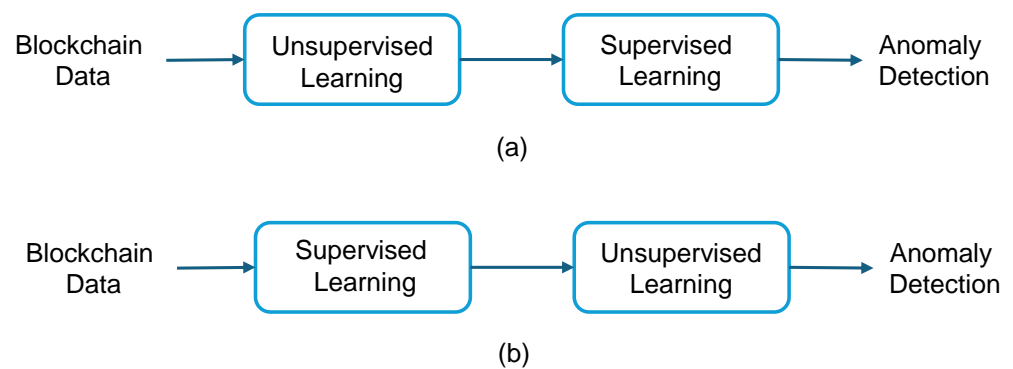 Blockchain
Data
Unsupervised
Learning
Supervised
Learning
Anomaly
Detection
(a)
Blockchain
Data
Supervised
Learning
Unsupervised
Learning
Anomaly
Detection
(b)